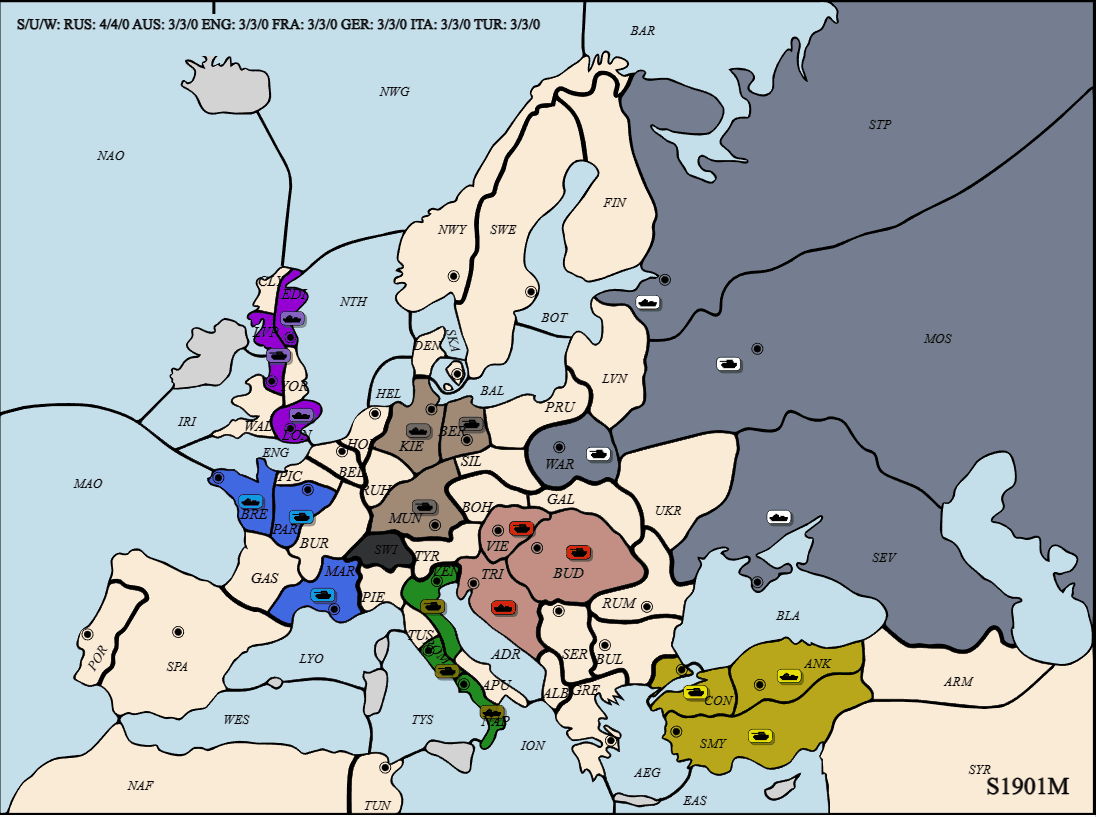 S/U/W: RUS: 4/4/0 AUS: 3/3/0 ENG: 3/3/0 FRA: 3/3/0 GER: 3/3/0 ITA: 3/3/0 TUR: 3/3/0
BAR
NWG
STP
NAO
FIN
NWY
SWE
CLY
EDI
NTH
BOT
LVP
SKA
MOS
DEN
LVN
YOR
HEL
BAL
PRU
IRI
WAL
LON
HOL
KIE
BER
ENG
SIL
WAR
BEL
PIC
MAO
RUH
BOH
GAL
UKR
BRE
MUN
PAR
VIE
BUR
SWI
TYR
SEV
GAS
MAR
VEN
TRI
BUD
PIE
RUM
BLA
TUS
ROM
POR
SPA
LYO
ADR
SER
BUL
ANK
APU
ALB
GRE
ARM
CON
WES
TYS
NAP
ION
SMY
AEG
SYR
NAF
S1901M
EAS
TUN